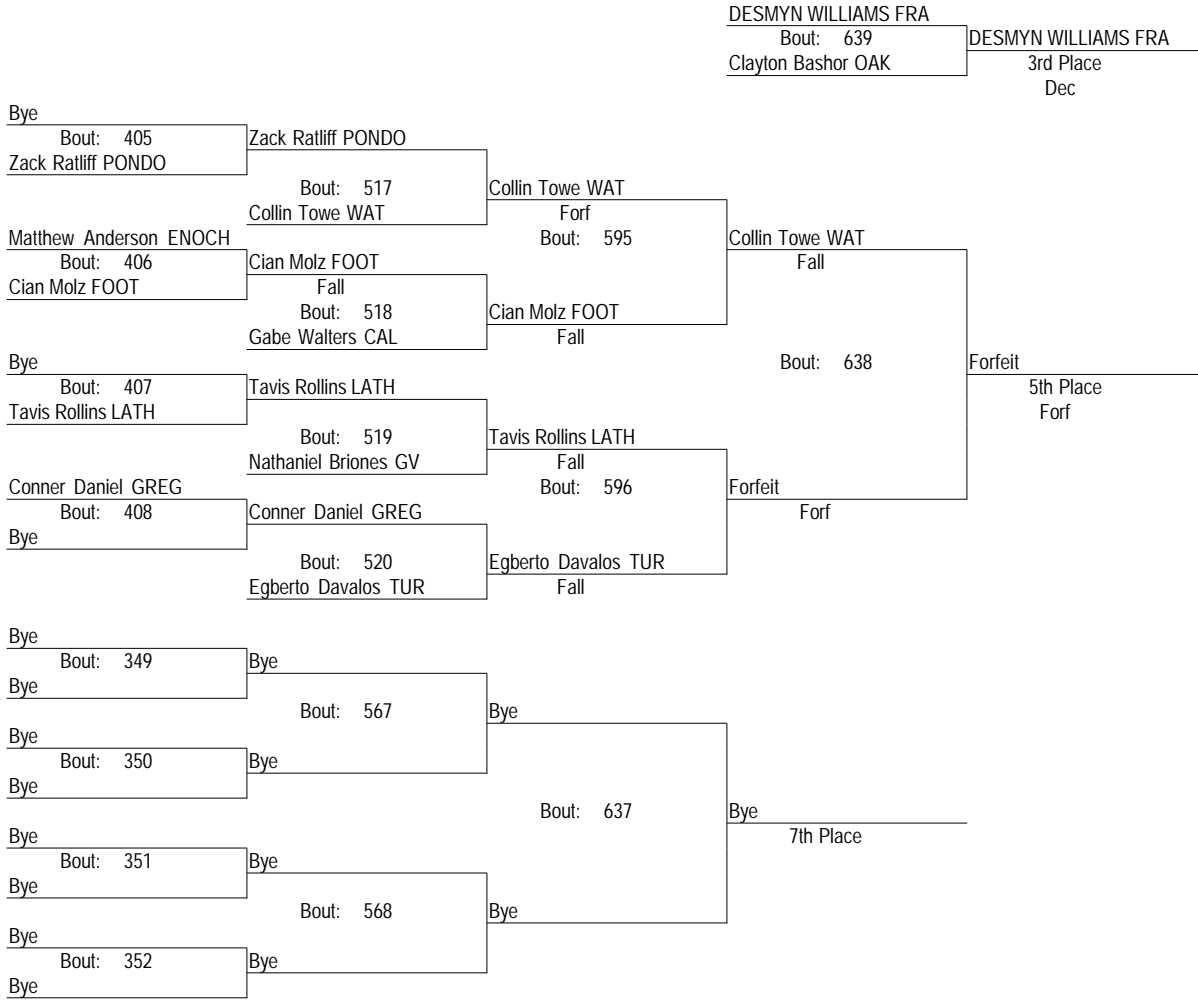 DESMYN WILLIAMS FRA
Bout: 639
DESMYN WILLIAMS FRA
Clayton Bashor OAK
3rd Place
Dec
Bye
Bout: 405
Zack Ratliff PONDO
Zack Ratliff PONDO
Bout: 517
Collin Towe WAT
Collin Towe WAT
Forf
Matthew Anderson ENOCH
Bout: 595
Collin Towe WAT
Bout: 406
Cian Molz FOOT
Fall
Cian Molz FOOT
Fall
Bout: 518
Cian Molz FOOT
Gabe Walters CAL
Fall
Bye
Bout: 638
Forfeit
Bout: 407
Tavis Rollins LATH
5th Place
Tavis Rollins LATH
Forf
Bout: 519
Tavis Rollins LATH
Nathaniel Briones GV
Fall
Conner Daniel GREG
Bout: 596
Forfeit
Bout: 408
Conner Daniel GREG
Forf
Bye
Bout: 520
Egberto Davalos TUR
Egberto Davalos TUR
Fall
Bye
Bout: 349
Bye
Bye
Bout: 567
Bye
Bye
Bout: 350
Bye
Bye
Bout: 637
Bye
Bye
7th Place
Bout: 351
Bye
Bye
Bout: 568
Bye
Bye
Bout: 352
Bye
Bye